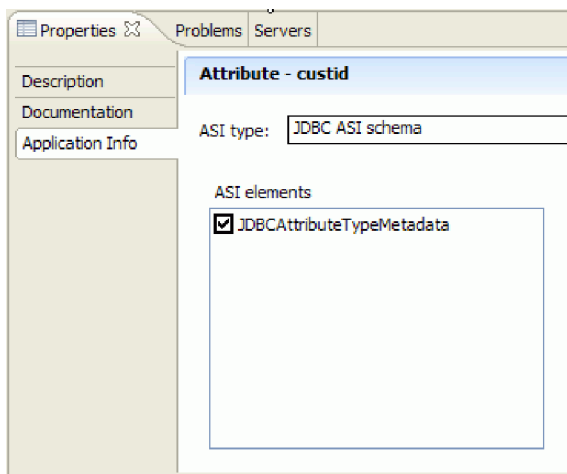 Properties Problems Servers
Description
Documentation
Application Info
Attribute - custid
ASI type: JDBC ASI schema
ASI elements
JDBCAttributeTypeMetadata